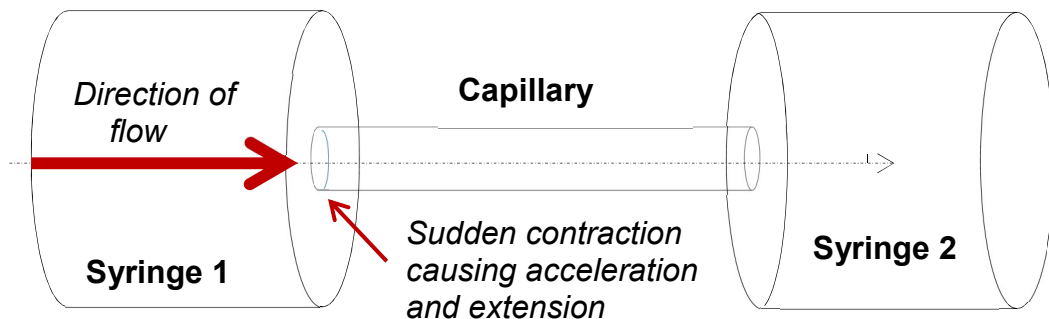 Direction of
flow
Capillary
Syringe 1
Sudden contraction
causing acceleration
and extension
Syringe 2